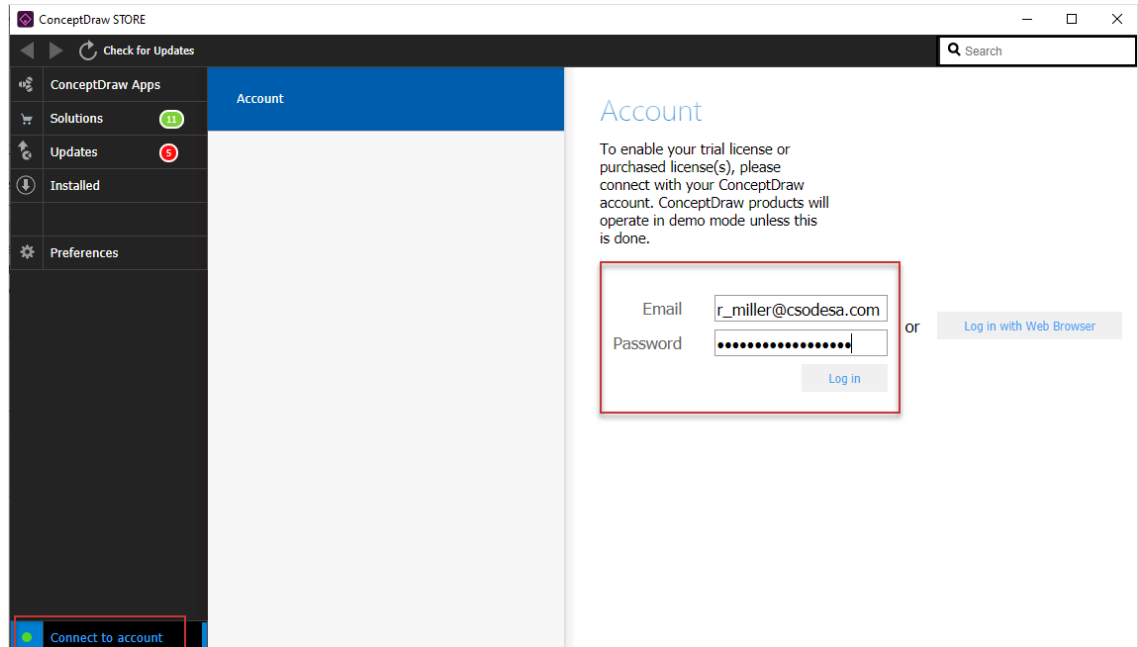 ConceptDraw STORE
Check for Updates
Search
ConceptDraw Apps
Solutions
11
Updates
5
Installed
Preferences
Connect to account
Account
Account
To enable your trial license or
purchased license(s), please
connect with your ConceptDraw
account. ConceptDraw products will
operate in demo mode unless this
is done.
Email
r_miller@csodesa.com
Password
••••••••••••••••••
Log in
or
Log in with Web Browser